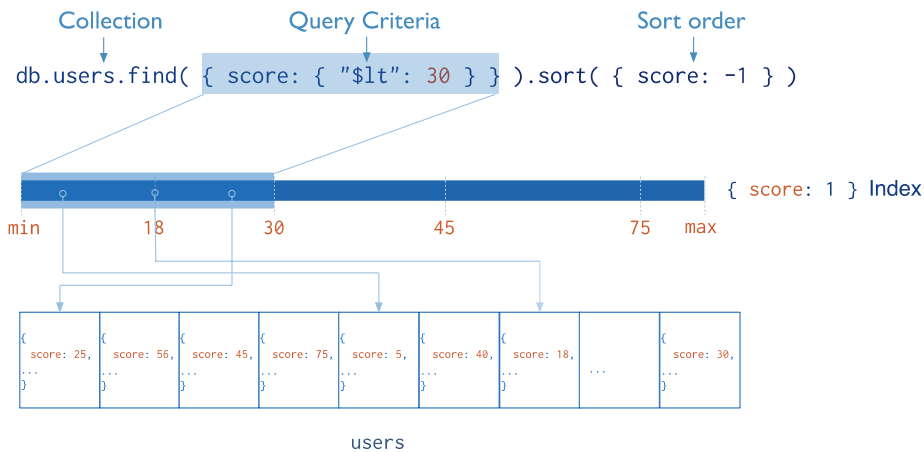 Collection Query Criteria Sort order
db.users.find( { score: { "$lt": 30 } } ).sort( { score: -1 } )
{ score: 1 } Index
min 18 30 45 75 max
{ { { { { { { {
score: 25, score: 56, score: 45, score: 75, score: 5, score: 40, score: 18, score: 30,
... ... ... ... ... ... ... ... ...
} } } } } } } }
users